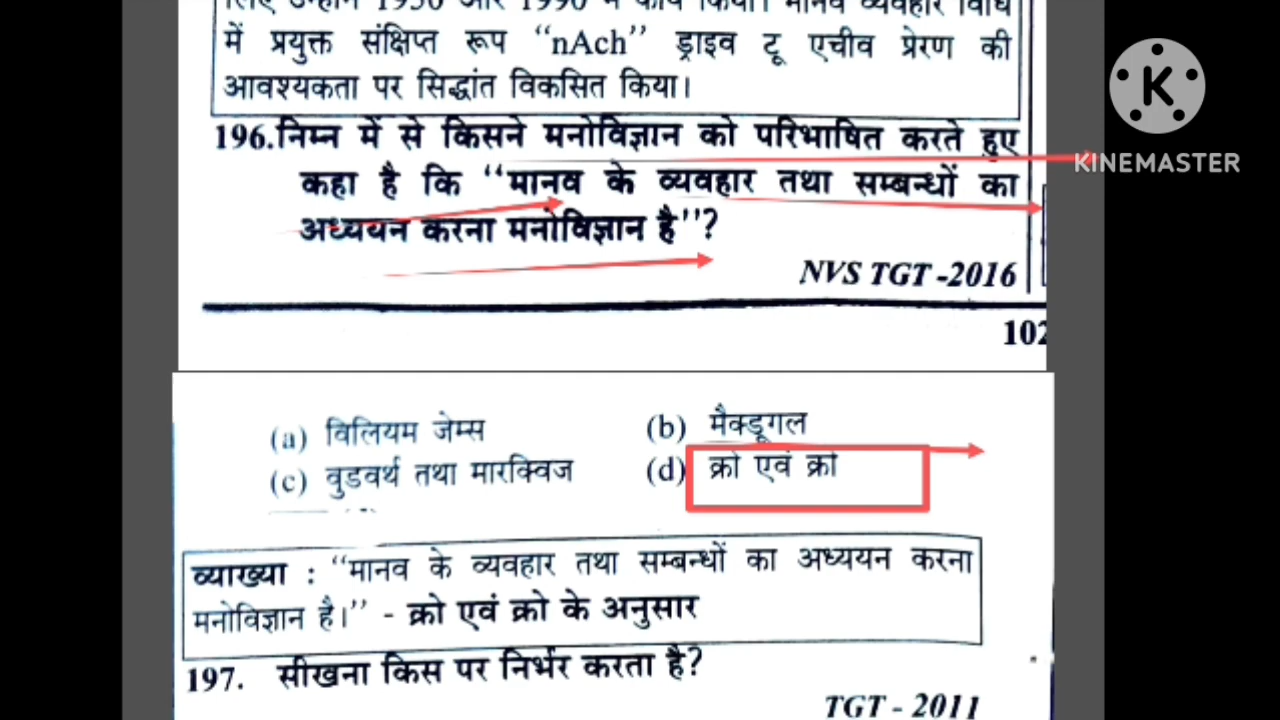 लिए उन्होंने 1950 और 1990 में कार्य किया। मानव व्यवहार विधि
में प्रयुक्त संक्षिप्त रूप “nAch” ड्राइव टू एचीव प्रेरण की
आवश्यकता पर सिद्धांत विकसित किया।
196.निम्न में से किसने मनोविज्ञान को परिभाषित करते हुए
कहा है कि “मानव के व्यवहार तथा सम्बन्धों का
अध्ययन करना मनोविज्ञान है”?
NVS TGT -2016
102
(a) विलियम जेम्स (b) मैक्डूगल
(c) वुडवर्थ तथा मारक्विज (d) क्रो एवं क्रो
व्याख्या : “मानव के व्यवहार तथा सम्बन्धों का अध्ययन करना
मनोविज्ञान है।” - क्रो एवं क्रो के अनुसार
197. सीखना किस पर निर्भर करता है?
TGT - 2011
K
KINEMASTER